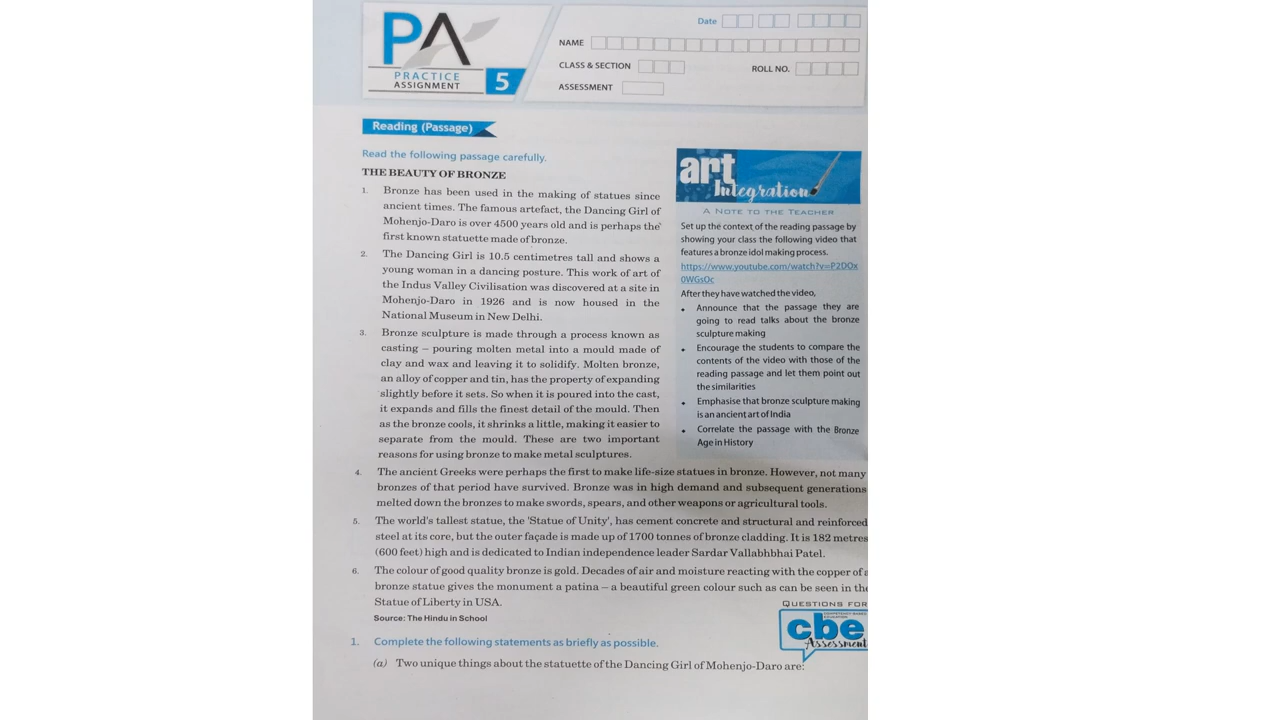 PA
PRACTICE
ASSIGNMENT
5
Date
NAME
CLASS & SECTION
ROLL NO.
ASSESSMENT
Reading (Passage)
Read the following passage carefully.
THE BEAUTY OF BRONZE
1. Bronze has been used in the making of statues since
ancient times. The famous artefact, the Dancing Girl of
Mohenjo-Daro is over 4500 years old and is perhaps the
first known statuette made of bronze.
2. The Dancing Girl is 10.5 centimetres tall and shows a
young woman in a dancing posture. This work of art of
the Indus Valley Civilisation was discovered at a site in
Mohenjo-Daro in 1926 and is now housed in the
National Museum in New Delhi.
3. Bronze sculpture is made through a process known as
casting – pouring molten metal into a mould made of
clay and wax and leaving it to solidify. Molten bronze,
an alloy of copper and tin, has the property of expanding
slightly before it sets. So when it is poured into the cast,
it expands and fills the finest detail of the mould. Then
as the bronze cools, it shrinks a little, making it easier to
separate from the mould. These are two important
reasons for using bronze to make metal sculptures.
art
Integration
A NOTE TO THE TEACHER
Set up the context of the reading passage by
showing your class the following video that
features a bronze idol making process.
https://www.youtube.com/watch?v=P2DOx
0WGsOc
After they have watched the video,
• Announce that the passage they are
going to read talks about the bronze
sculpture making
• Encourage the students to compare the
contents of the video with those of the
reading passage and let them point out
the similarities
• Emphasise that bronze sculpture making
is an ancient art of India
• Correlate the passage with the Bronze
Age in History
4. The ancient Greeks were perhaps the first to make life-size statues in bronze. However, not many
bronzes of that period have survived. Bronze was in high demand and subsequent generations
melted down the bronzes to make swords, spears, and other weapons or agricultural tools.
5. The world's tallest statue, the 'Statue of Unity', has cement concrete and structural and reinforced
steel at its core, but the outer façade is made up of 1700 tonnes of bronze cladding. It is 182 metres
(600 feet) high and is dedicated to Indian independence leader Sardar Vallabhbhai Patel.
6. The colour of good quality bronze is gold. Decades of air and moisture reacting with the copper of a
bronze statue gives the monument a patina – a beautiful green colour such as can be seen in the
Statue of Liberty in USA.
Source: The Hindu in School
QUESTIONS FOR
COMPETENCY BASED
EDUCATION
cbe
Assessment
1. Complete the following statements as briefly as possible.
(a) Two unique things about the statuette of the Dancing Girl of Mohenjo-Daro are: